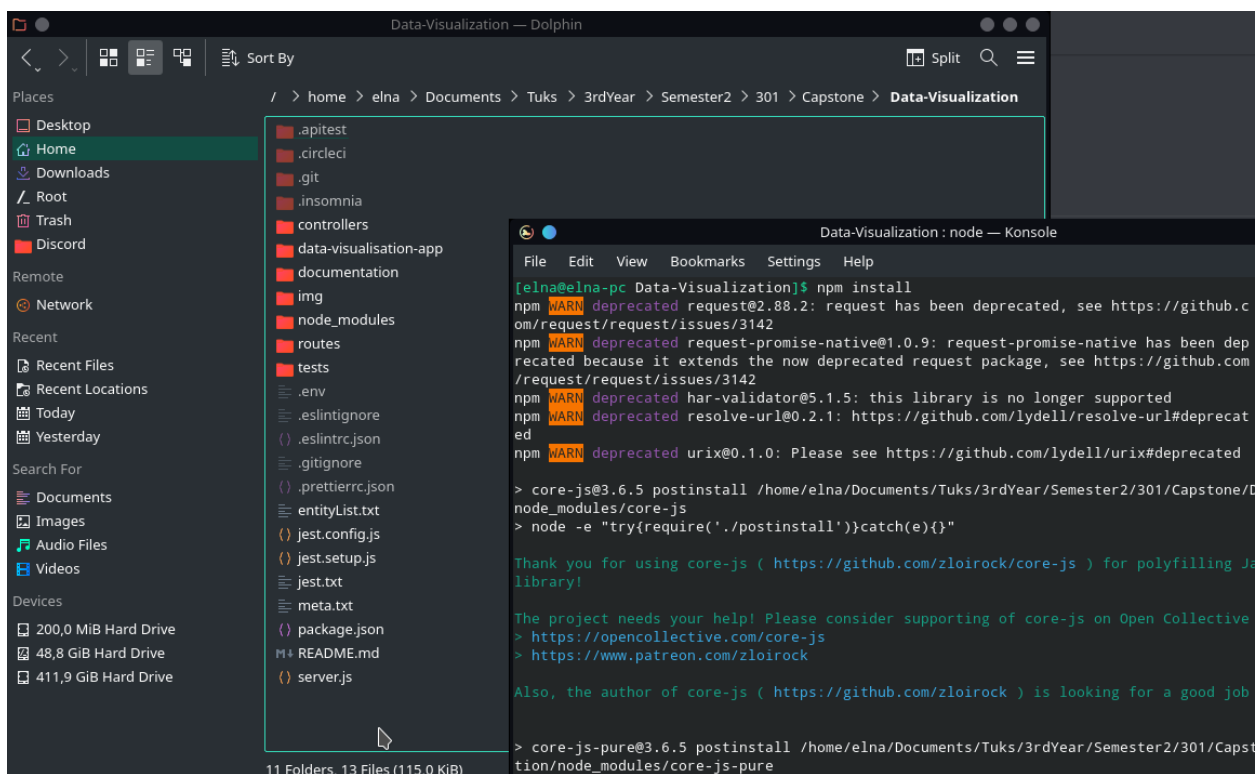 Data-Visualization — Dolphin
Sort By
Split
Places
Desktop
Home
Downloads
Root
Trash
Discord
Remote
Network
Recent
Recent Files
Recent Locations
Today
Yesterday
Search For
Documents
Images
Audio Files
Videos
Devices
200,0 MiB Hard Drive
48,8 GiB Hard Drive
411,9 GiB Hard Drive
/ > home > elna > Documents > Tuks > 3rdYear > Semester2 > 301 > Capstone > Data-Visualization
.apitest
.circleci
.git
.insomnia
controllers
data-visualisation-app
documentation
img
node_modules
routes
tests
.env
.eslintignore
.eslintrc.json
.gitignore
.prettierrc.json
entityList.txt
jest.config.js
jest.setup.js
jest.txt
meta.txt
package.json
README.md
server.js
11 Folders, 13 Files (115,0 KiB)
Data-Visualization : node — Konsole
File Edit View Bookmarks Settings Help
[elna@elna-pc Data-Visualization]$ npm install
npm WARN deprecated request@2.88.2: request has been deprecated, see https://github.c
om/request/request/issues/3142
npm WARN deprecated request-promise-native@1.0.9: request-promise-native has been dep
recated because it extends the now deprecated request package, see https://github.com
/request/request/issues/3142
npm WARN deprecated har-validator@5.1.5: this library is no longer supported
npm WARN deprecated resolve-url@0.2.1: https://github.com/lydell/resolve-url#deprecat
ed
npm WARN deprecated urix@0.1.0: Please see https://github.com/lydell/urix#deprecated
> core-js@3.6.5 postinstall /home/elna/Documents/Tuks/3rdYear/Semester2/301/Capstone/D
node_modules/core-js
> node -e "try{require('./postinstall')}catch(e){}"
Thank you for using core-js ( https://github.com/zloirock/core-js ) for polyfilling Ja
library!
The project needs your help! Please consider supporting of core-js on Open Collective
> https://opencollective.com/core-js
> https://www.patreon.com/zloirock
Also, the author of core-js ( https://github.com/zloirock ) is looking for a good job
> core-js-pure@3.6.5 postinstall /home/elna/Documents/Tuks/3rdYear/Semester2/301/Capst
tion/node_modules/core-js-pure